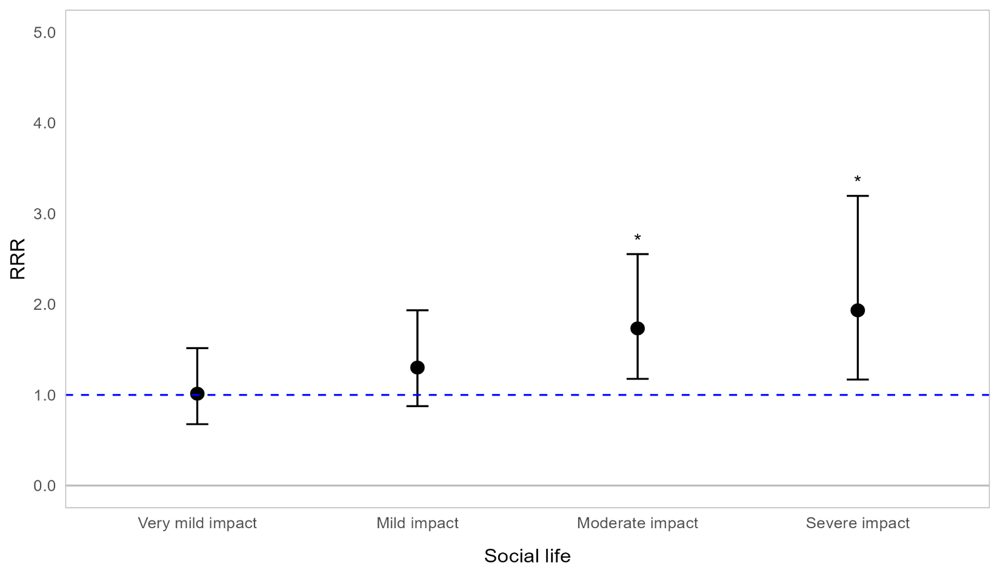 5.0
4.0
3.0
2.0
1.0
0.0
RRR
*
*
Very mild impact
Mild impact
Moderate impact
Severe impact
Social life